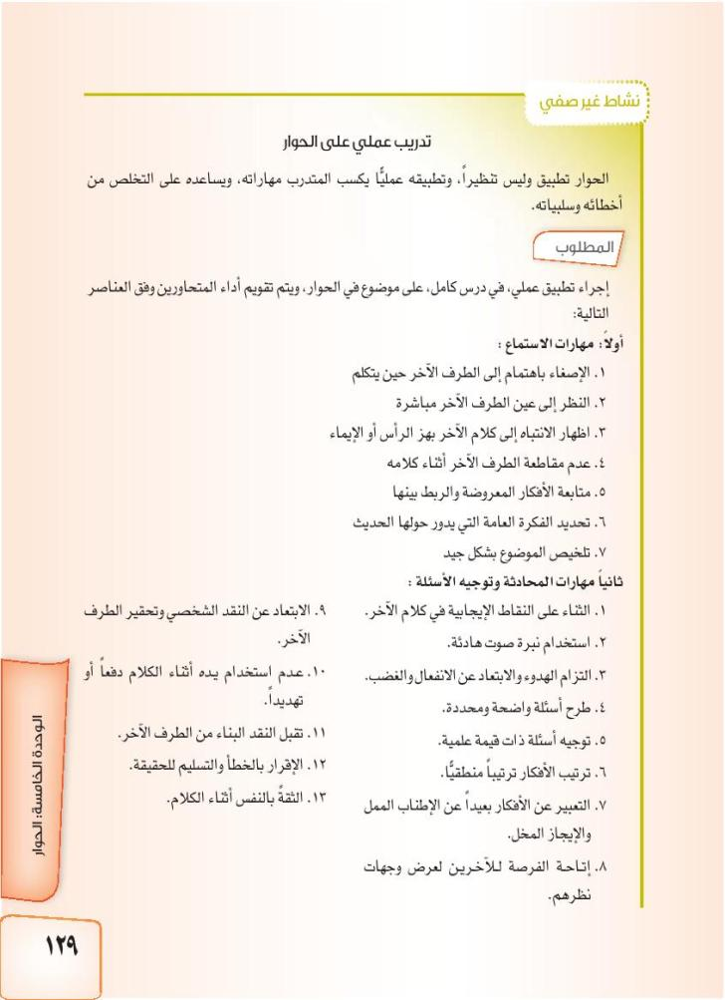 نشاط غير صفي
تدريب عملي على الحوار
الحوار تطبيق وليس تنظيراً، وتطبيقه عمليًّا يكسب المتدرب مهاراته، ويساعده على التخلص من
أخطائه وسلبياته.
المطلوب
إجراء تطبيق عملي، في درس كامل، على موضوع في الحوار، ويتم تقويم أداء المتحاورين وفق العناصر
التالية:
أولاً: مهارات الاستماع :
١. الإصغاء باهتمام إلى الطرف الآخر حين يتكلم
٢. النظر إلى عين الطرف الآخر مباشرة
٣. اظهار الانتباه إلى كلام الآخر بهز الرأس أو الإيماء
٤. عدم مقاطعة الطرف الآخر أثناء كلامه
٥. متابعة الأفكار المعروضة والربط بينها
٦. تحديد الفكرة العامة التي يدور حولها الحديث
٧. تلخيص الموضوع بشكل جيد
ثانياً مهارات المحادثة وتوجيه الأسئلة :
١. الثناء على النقاط الإيجابية في كلام الآخر.
٢. استخدام نبرة صوت هادئة.
٣. التزام الهدوء والابتعاد عن الانفعال والغضب.
٤. طرح أسئلة واضحة ومحددة.
٥. توجيه أسئلة ذات قيمة علمية.
٦. ترتيب الأفكار ترتيباً منطقيًّا.
٧. التعبير عن الأفكار بعيداً عن الإطناب الممل
والإيجاز المخل.
٨. إتاحة الفرصة للآخرين لعرض وجهات
نظرهم.
٩. الابتعاد عن النقد الشخصي وتحقير الطرف
الآخر.
١٠. عدم استخدام يده أثناء الكلام دفعاً أو
تهديداً.
١١. تقبل النقد البناء من الطرف الآخر.
١٢. الإقرار بالخطأ والتسليم للحقيقة.
١٣. الثقةً بالنفس أثناء الكلام.
الوحدة الخامسة: الحوار
١٢٩